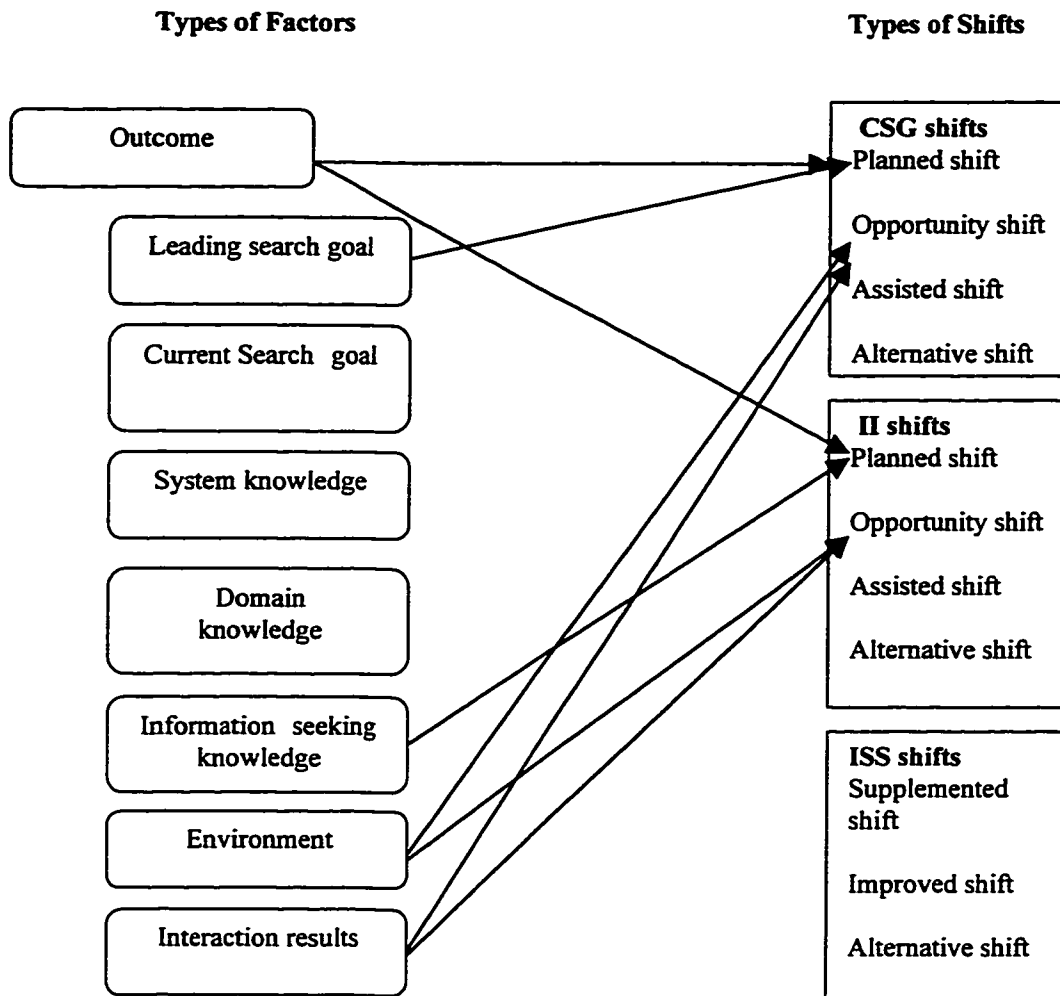 Types of Factors
Types of Shifts
Outcome
Leading search goal
Current Search goal
System knowledge
Domain
knowledge
Information seeking
knowledge
Environment
Interaction results
CSG shifts
Planned shift
Opportunity shift
Assisted shift
Alternative shift
II shifts
Planned shift
Opportunity shift
Assisted shift
Alternative shift
ISS shifts
Supplemented
shift
Improved shift
Alternative shift